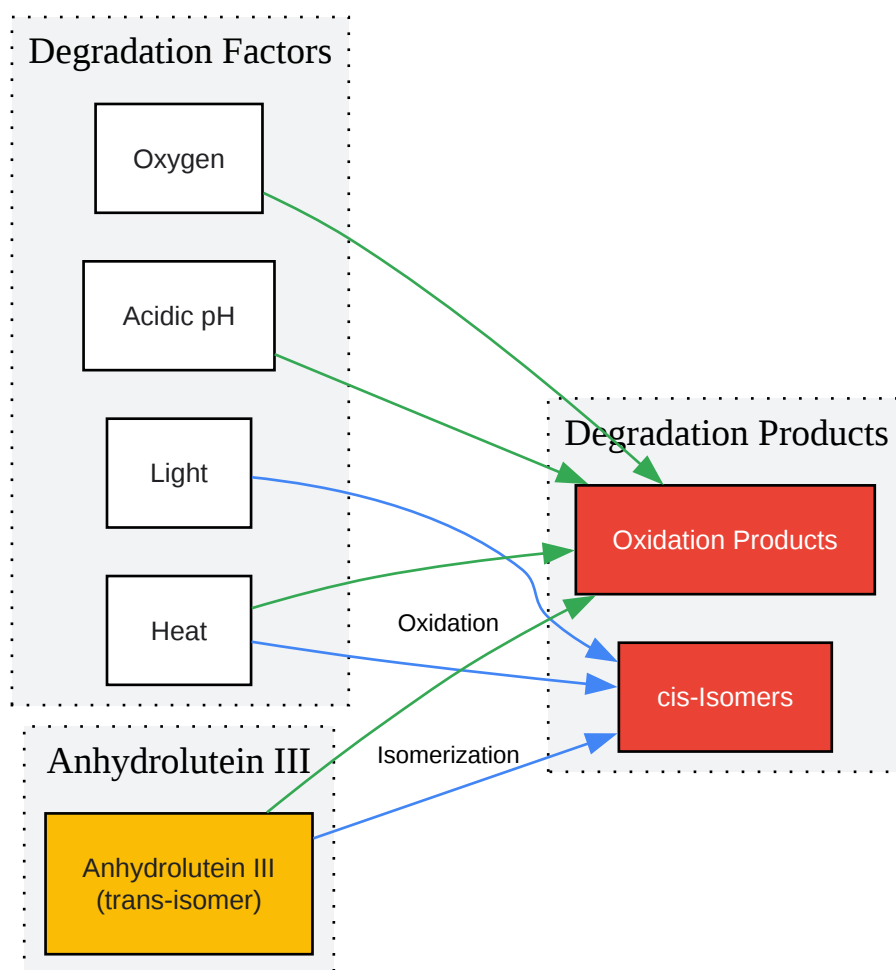 Degradation Factors
Oxygen
Acidic pH
Light
Heat
Degradation Products
Oxidation Products
cis-Isomers
Oxidation
Isomerization
Anhydrolutein III
Anhydrolutein III
(trans-isomer)